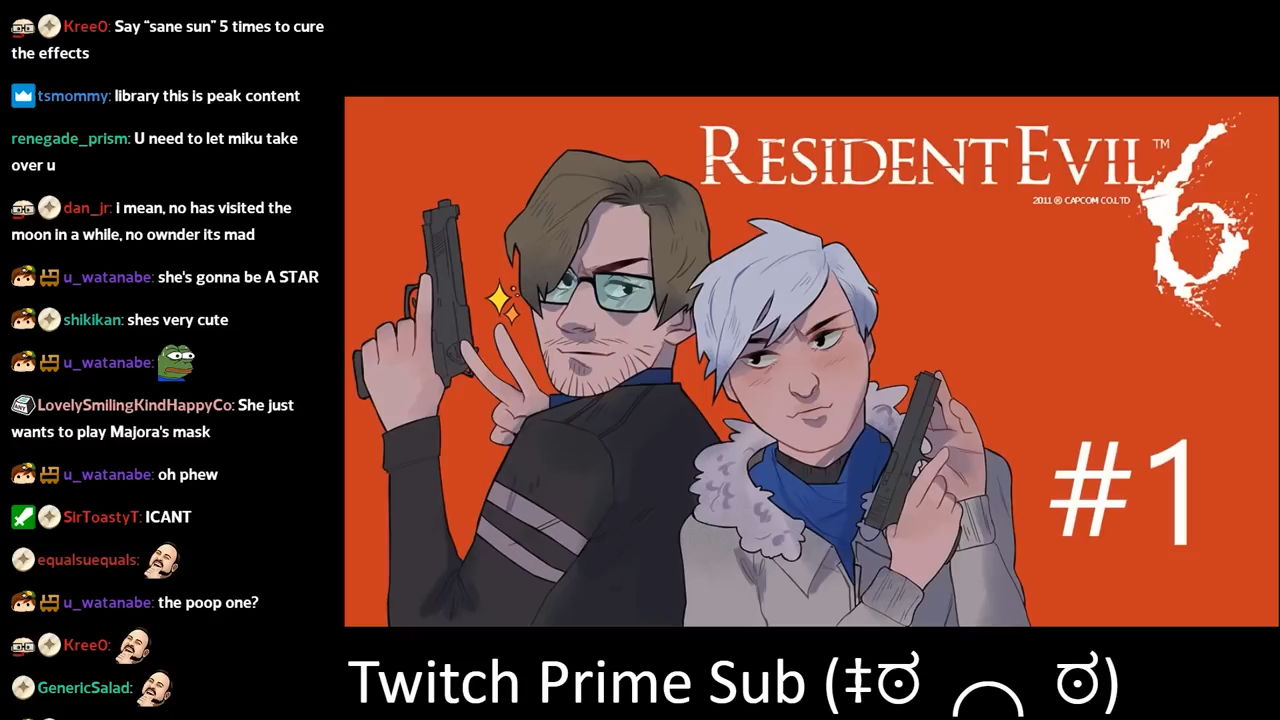 KreeO: Say “sane sun” 5 times to cure
the effects
tsmommy: library this is peak content
renegade_prism: U need to let miku take
over u
dan_jr: i mean, no has visited the
moon in a while, no ownder its mad
u_watanabe: she's gonna be A STAR
shikikan: shes very cute
u_watanabe:
LovelySmilingKindHappyCo: She just
wants to play Majora's mask
u_watanabe: oh phew
SirToastyT: ICANT
equalsuequals:
u_watanabe: the poop one?
KreeO:
GenericSalad:
RESIDENT EVIL™ 6
2011 ® CAPCOM CO.LTD
#1
Twitch Prime Sub (‡ಠ ⁔ ಠ)